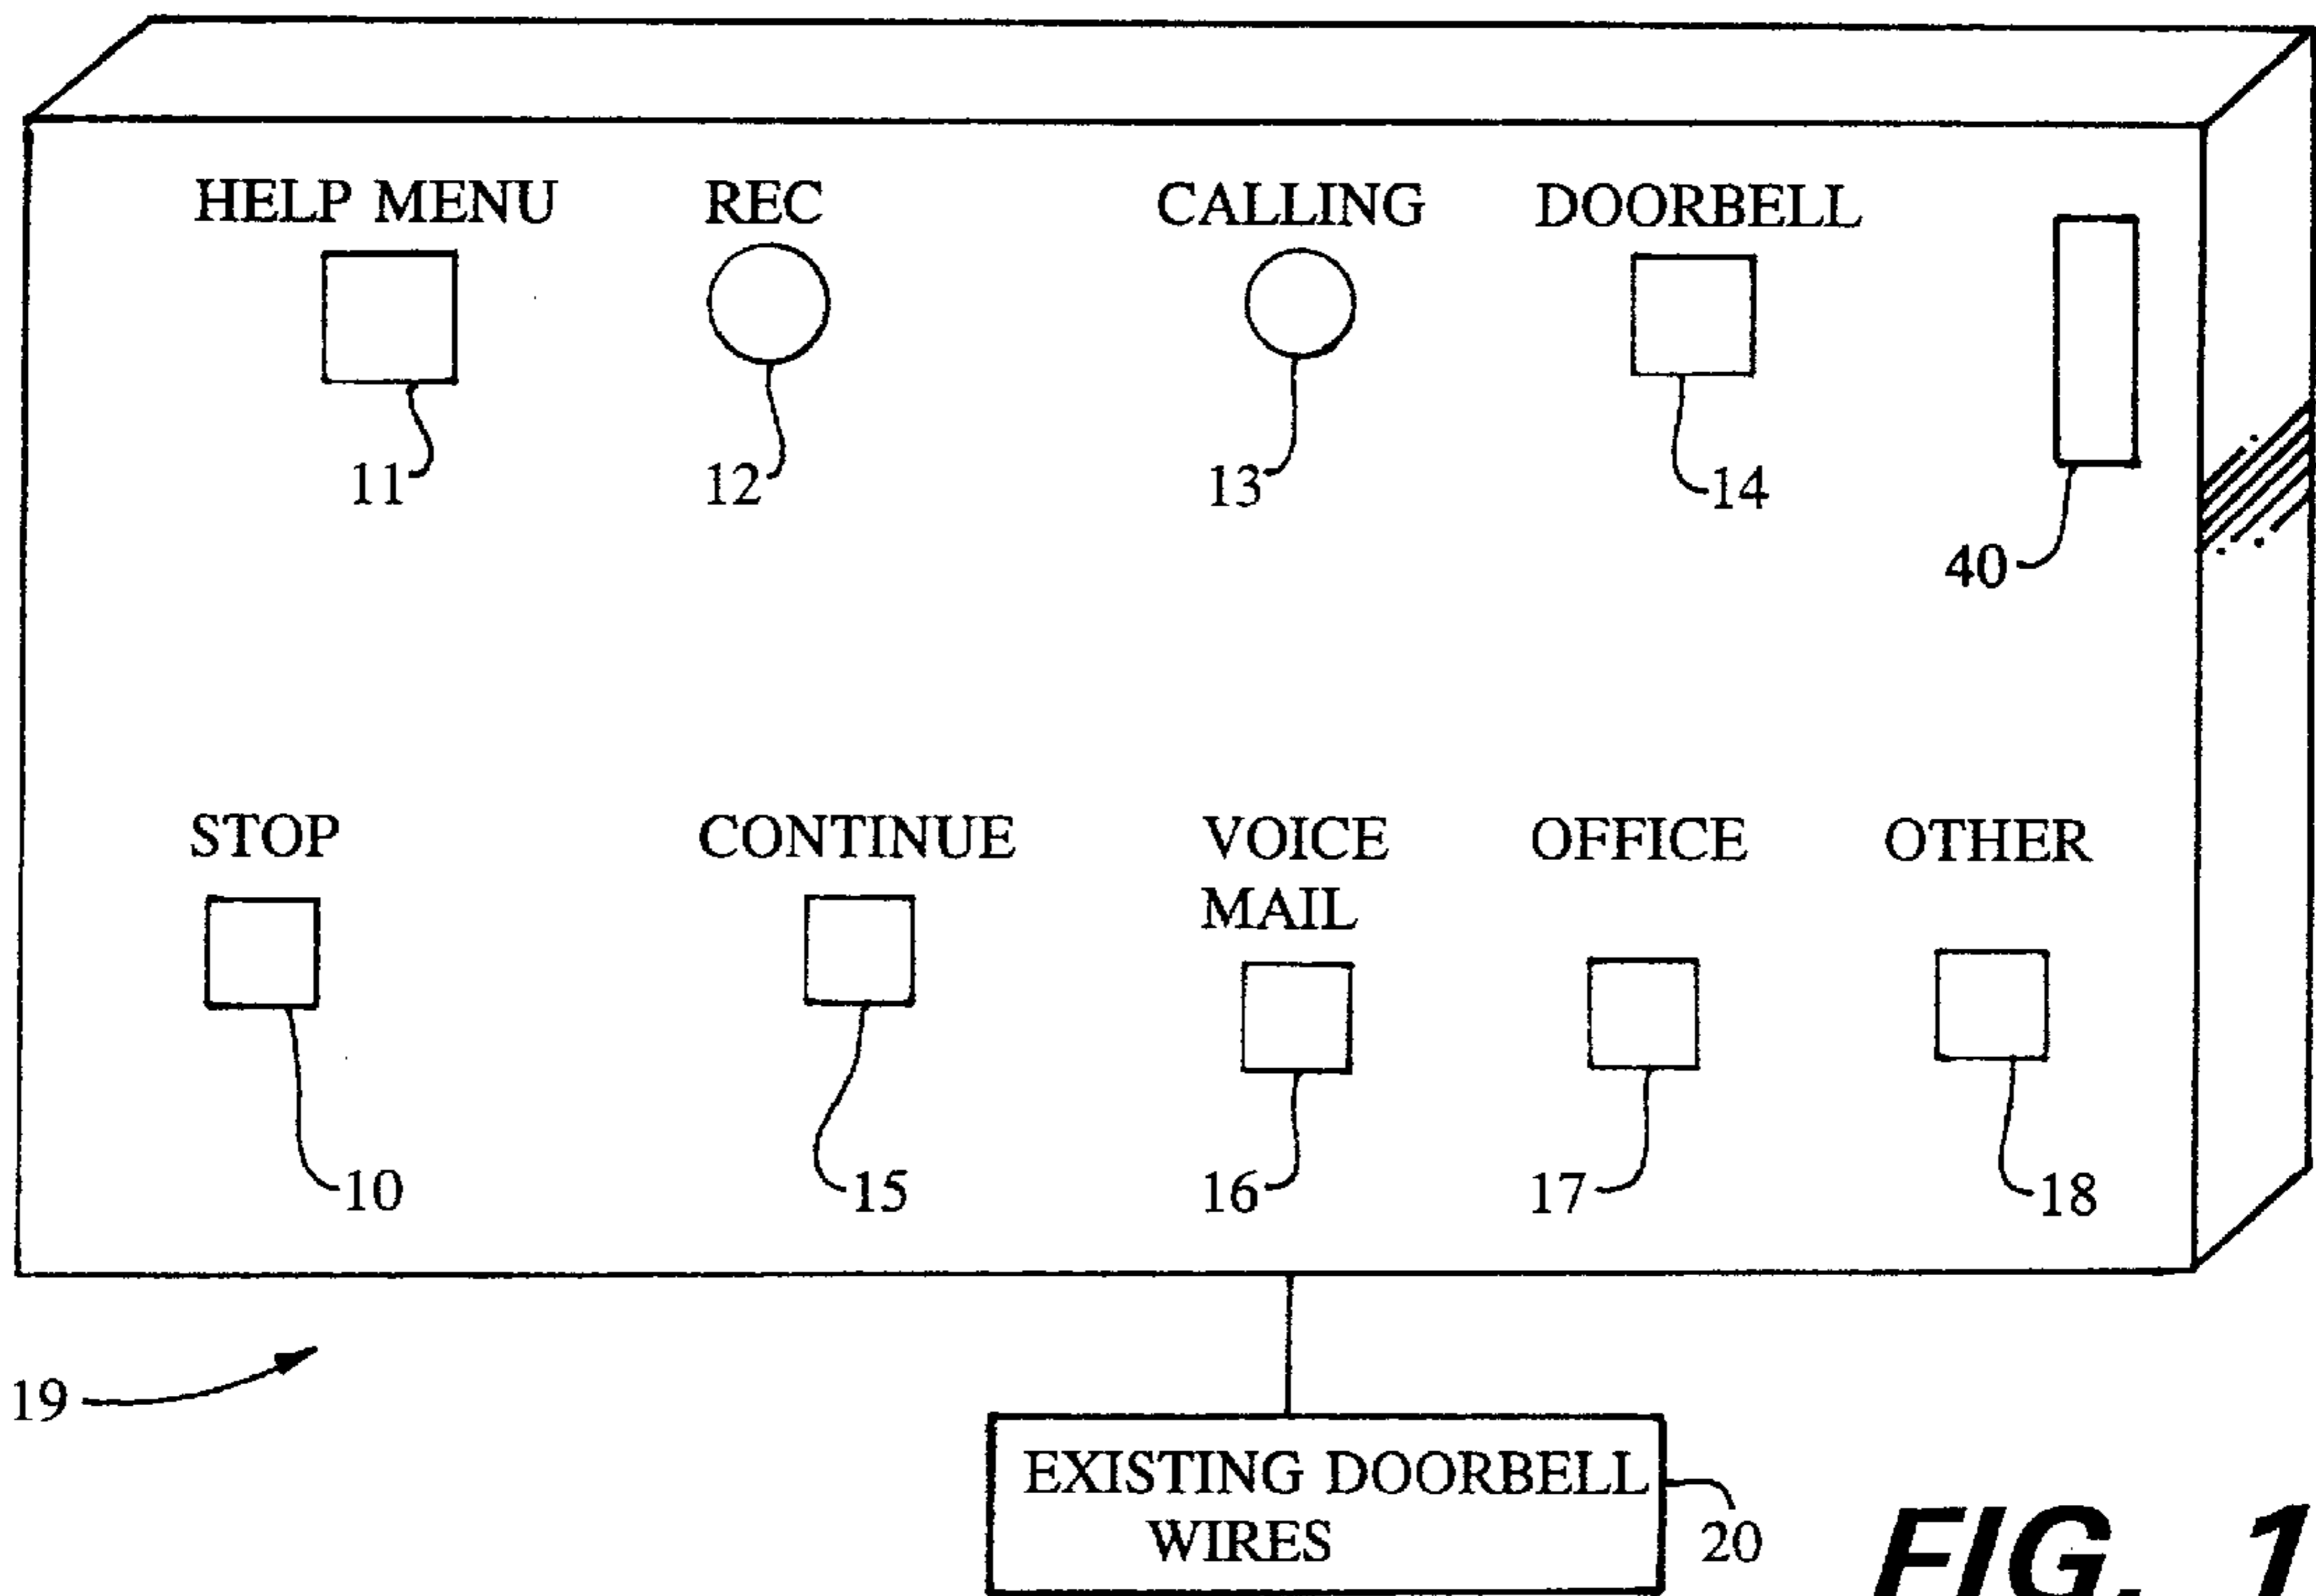 HELP MENU REC CALLING DOORBELL
11 12 13 14
40
STOP CONTINUE VOICE OFFICE OTHER
MAIL
10 15 16 17 18
19
EXISTING DOORBELL
WIRES
20
FIG. 1